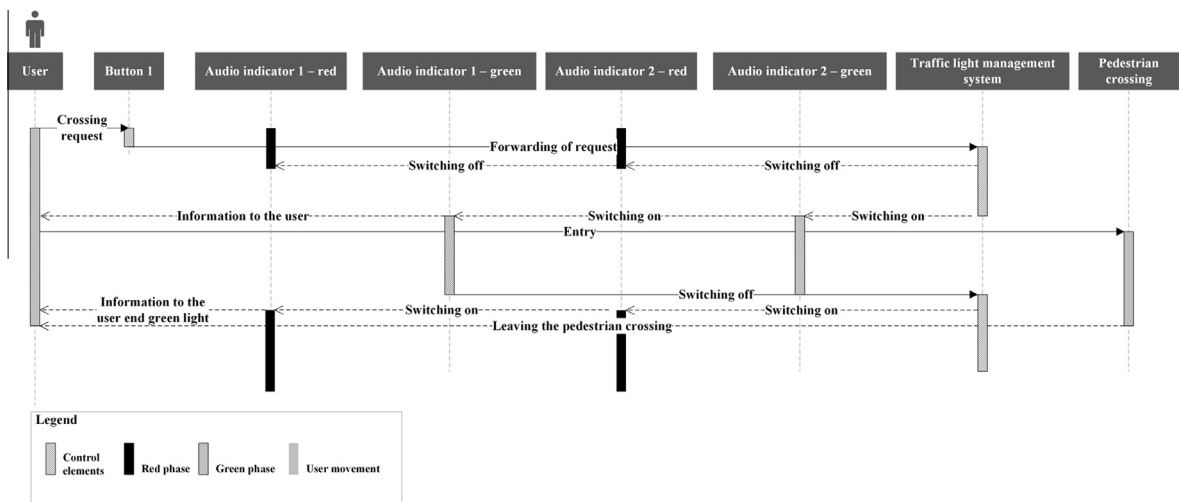 User
Button 1
Audio indicator 1 – red
Audio indicator 1 – green
Audio indicator 2 – red
Audio indicator 2 – green
Traffic light management
system
Pedestrian
crossing
Crossing
request
Forwarding of request
Switching off
Switching off
Information to the user
Switching on
Switching on
Entry
Switching off
Information to the
user end green light
Switching on
Switching on
Leaving the pedestrian crossing
Legend
Control
elements
Red phase
Green phase
User movement